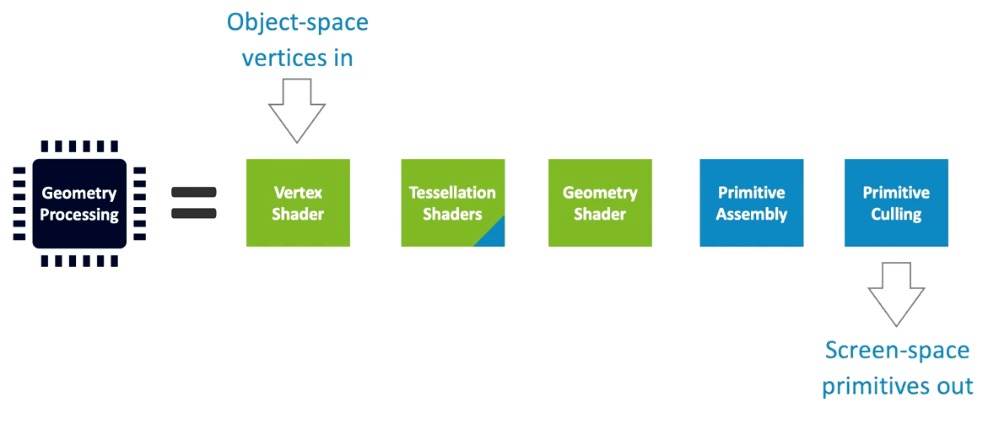 Object-space
vertices in
Geometry
Processing
Vertex
Shader
Tessellation
Shaders
Geometry
Shader
Primitive
Assembly
Primitive
Culling
Screen-space
primitives out